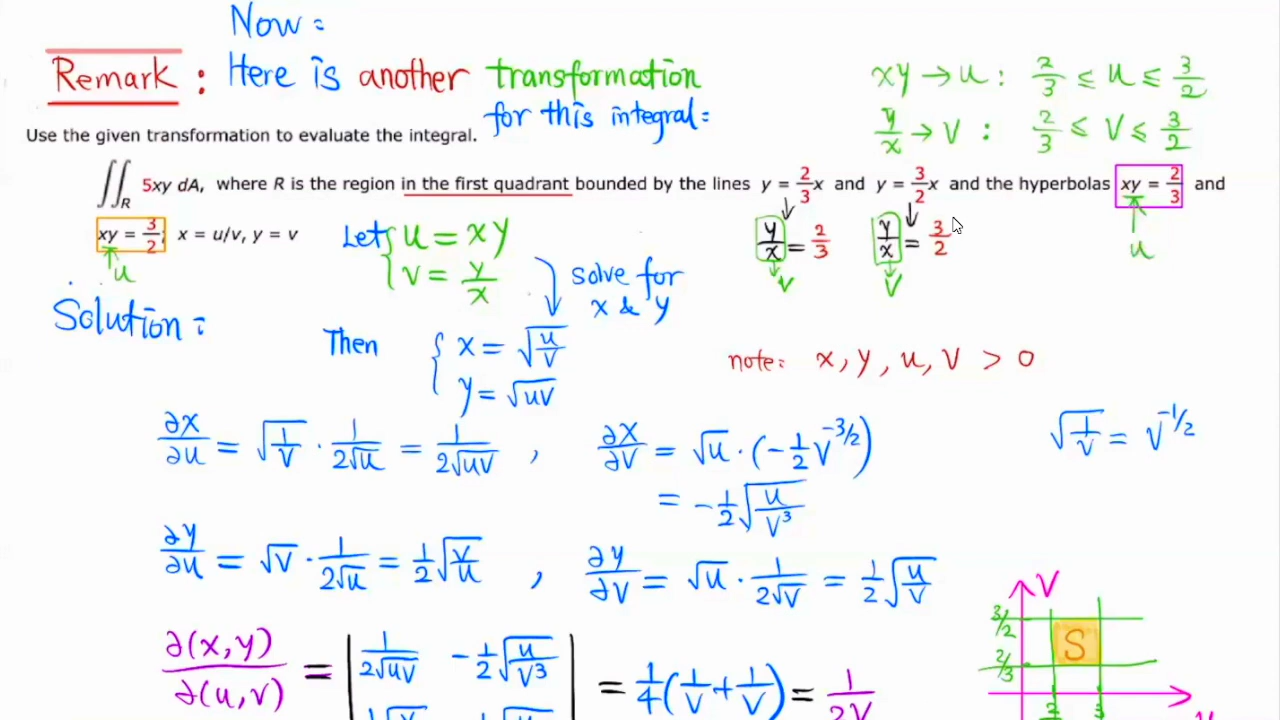 Now:
Remark: Here is another transformation for this integral:
xy → u : 2/3 ≤ u ≤ 3/2
y/x → v : 2/3 ≤ v ≤ 3/2
Use the given transformation to evaluate the integral.
∬_R 5xy dA, where R is the region in the first quadrant bounded by the lines y = 2/3 x and y = 3/2 x and the hyperbolas xy = 2/3 and
xy = 3/2; x = u/v, y = v
u
u
y/x = 2/3
y/x = 3/2
v
v
Let { u = xy
v = y/x
solve for x & y
Solution:
Then { x = √(u/v)
y = √(uv)
note: x, y, u, v > 0
∂x/∂u = √(1/v) · 1/(2√u) = 1/(2√(uv)) , ∂x/∂v = √u · (-1/2 v^(-3/2))
= -1/2 √(u/v³)
√(1/v) = v^(-1/2)
∂y/∂u = √v · 1/(2√u) = 1/2 √(v/u) , ∂y/∂v = √u · 1/(2√v) = 1/2 √(u/v)
∂(x,y)/∂(u,v) = | 1/(2√(uv)) -1/2 √(u/v³) | = 1/4 (1/v + 1/v) = 1/(2v)
v
3/2
S
2/3